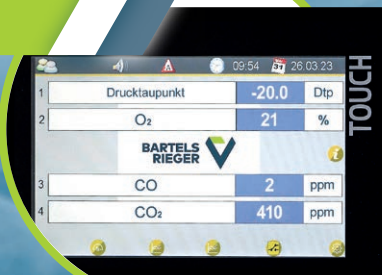 09:54 31 26.03.23
1 Drucktaupunkt -20.0 Dtp
2 O₂ 21 %
BARTELS
RIEGER
i
3 CO 2 ppm
4 CO₂ 410 ppm
TOUCH